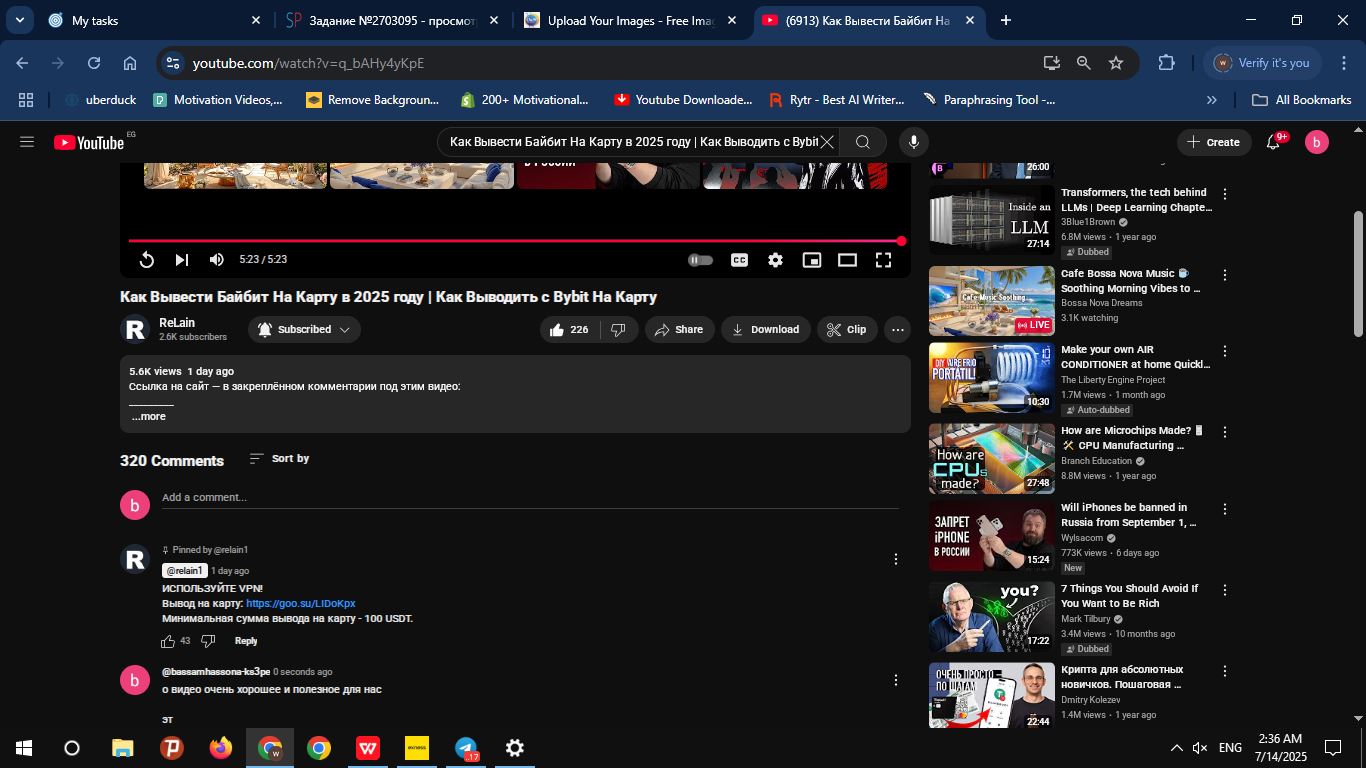 My tasks
Задание №2703095 - просмот
Upload Your Images - Free Imag
(6913) Как Вывести Байбит На
youtube.com/watch?v=q_bAHy4yKpE
Verify it's you
uberduck
Motivation Videos,...
Remove Backgroun...
200+ Motivational...
Youtube Downloade...
Rytr - Best AI Writer...
Paraphrasing Tool -...
»
All Bookmarks
YouTube EG
Как Вывести Байбит На Карту в 2025 году | Как Выводить с Bybit
Create
9+
b
26:00
5:23 / 5:23
CC
Как Вывести Байбит На Карту в 2025 году | Как Выводить с Bybit На Карту
R
ReLain
2.6K subscribers
Subscribed
226
Share
Download
Clip
5.6K views 1 day ago
Ссылка на сайт — в закреплённом комментарии под этим видео:
_________
...more
320 Comments
Sort by
b
Add a comment...
R
Pinned by @relain1
@relain1 1 day ago
ИСПОЛЬЗУЙТЕ VPN!
Вывод на карту: https://goo.su/LIDoKpx
Минимальная сумма вывода на карту - 100 USDT.
43
Reply
b
@bassamhassona-ks3pe 0 seconds ago
о видео очень хорошее и полезное для нас
эт
Inside an
LLM
27:14
Transformers, the tech behind
LLMs | Deep Learning Chapte...
3Blue1Brown
6.8M views · 1 year ago
Dubbed
Cafe Music Soothing
LIVE
Cafe Bossa Nova Music
Soothing Morning Vibes to ...
Bossa Nova Dreams
3.1K watching
DIY AIRE FRIO
PORTÁTIL!
10:30
Make your own AIR
CONDITIONER at home Quickl...
The Liberty Engine Project
1.7M views · 1 month ago
Auto-dubbed
How are
CPUs
made?
27:48
How are Microchips Made?
CPU Manufacturing ...
Branch Education
8.8M views · 1 year ago
ЗАПРЕТ
iPHONE
В РОССИИ
15:24
Will iPhones be banned in
Russia from September 1, ...
Wylsacom
773K views · 6 days ago
New
you?
17:22
7 Things You Should Avoid If
You Want to Be Rich
Mark Tilbury
3.4M views · 10 months ago
Dubbed
ОЧЕНЬ ПРОСТО
ПО ШАГАМ
22:44
Крипта для абсолютных
новичков. Пошаговая ...
Dmitry Kolezev
1.4M views · 1 year ago
exness
17
ENG
2:36 AM
7/14/2025